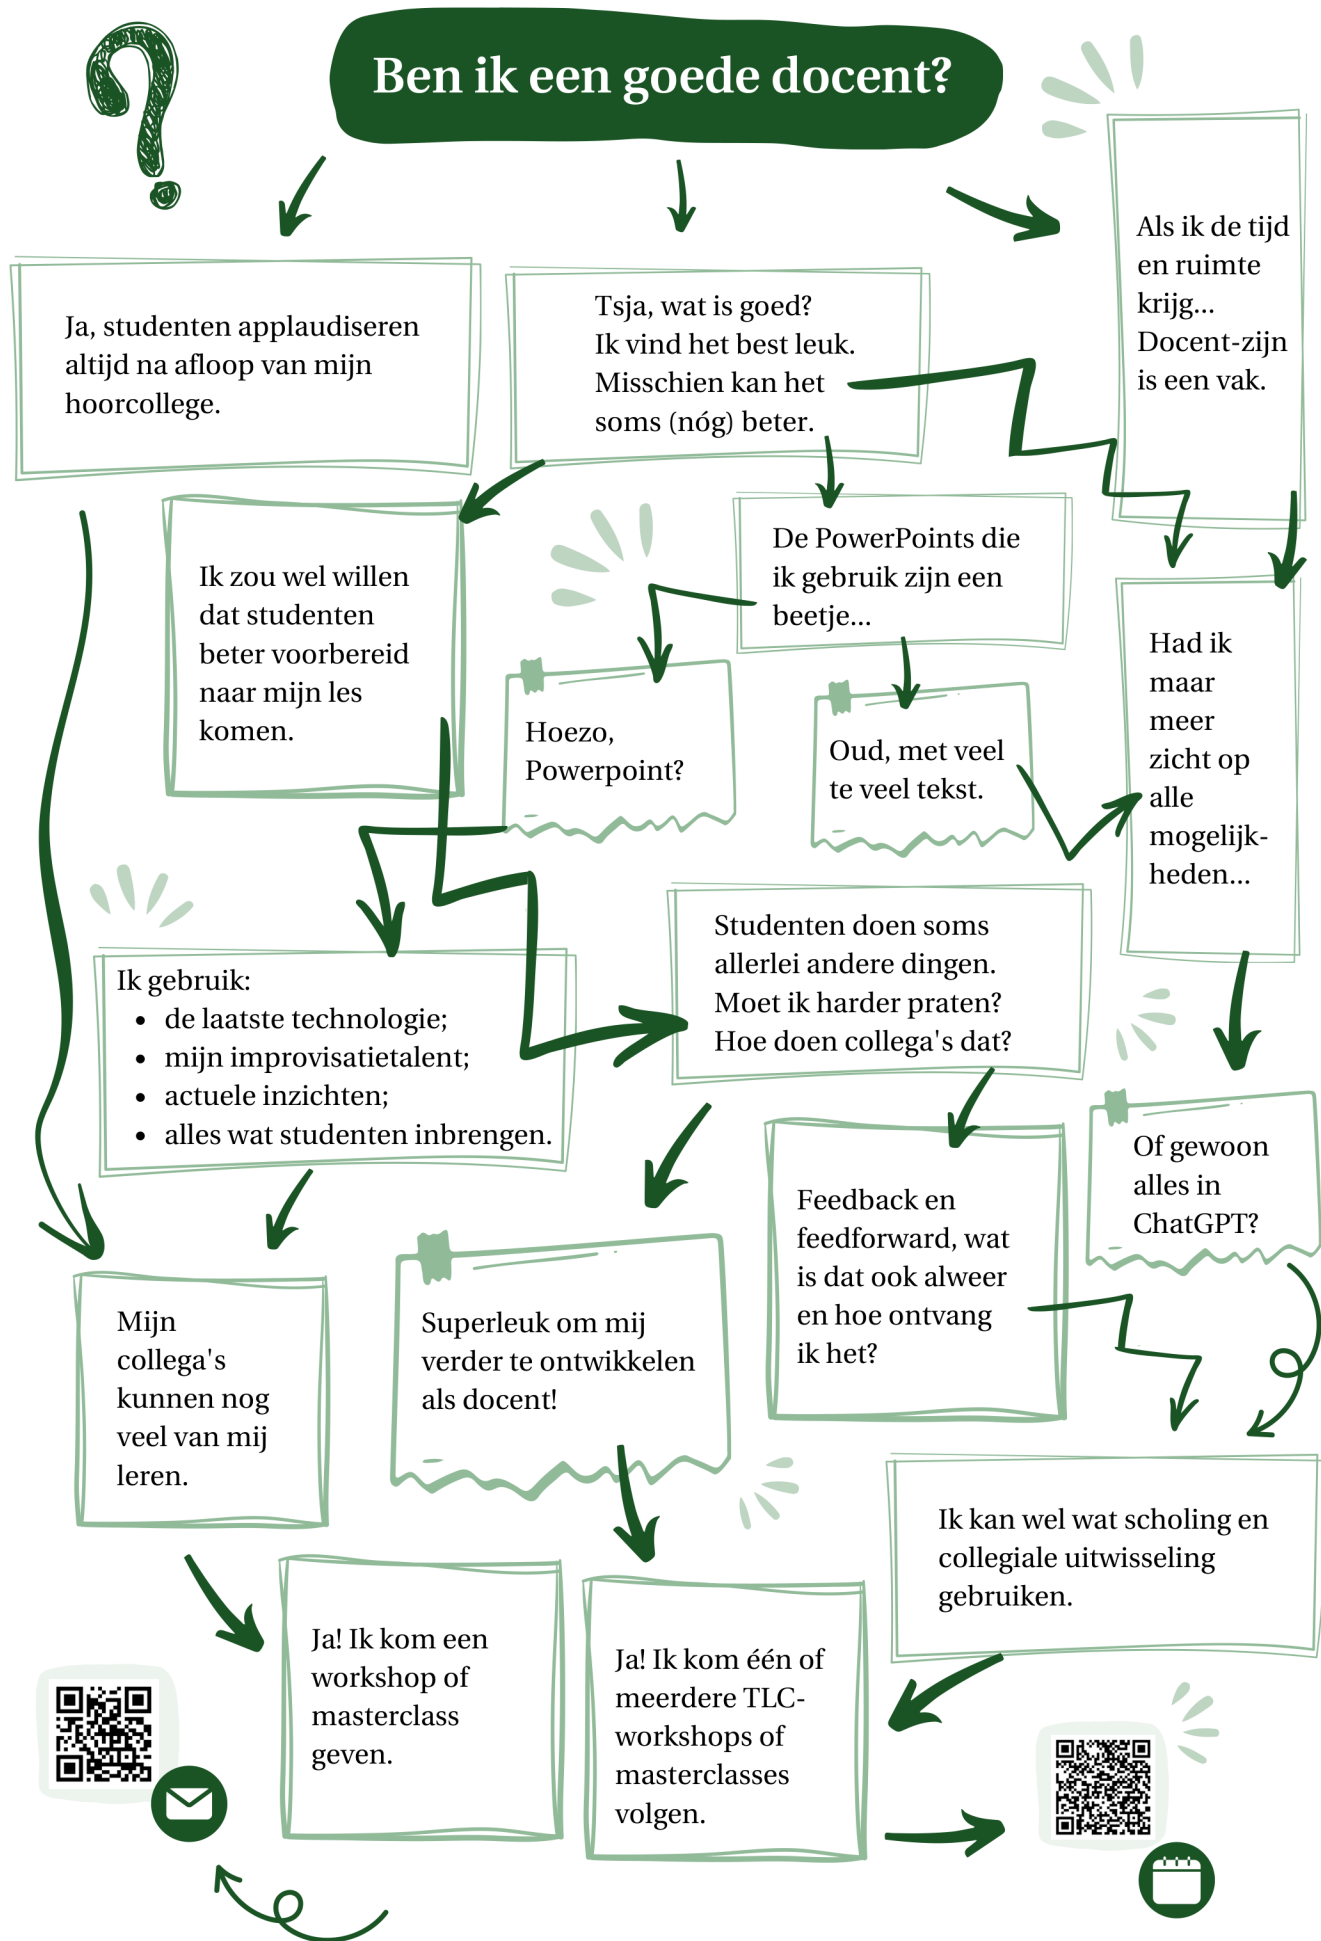 Ben ik een goede docent?
Als ik de tijd
en ruimte
krijg...
Docent-zijn
is een vak.
Ja, studenten applaudiseren
altijd na afloop van mijn
hoorcollege.
Tsja, wat is goed?
Ik vind het best leuk.
Misschien kan het
soms (nóg) beter.
Ik zou wel willen
dat studenten
beter voorbereid
naar mijn les
komen.
De PowerPoints die
ik gebruik zijn een
beetje...
Had ik
maar
meer
zicht op
alle
mogelijk-
heden...
Hoezo,
Powerpoint?
Oud, met veel
te veel tekst.
Ik gebruik:
• de laatste technologie;
• mijn improvisatietalent;
• actuele inzichten;
• alles wat studenten inbrengen.
Studenten doen soms
allerlei andere dingen.
Moet ik harder praten?
Hoe doen collega's dat?
Of gewoon
alles in
ChatGPT?
Feedback en
feedforward, wat
is dat ook alweer
en hoe ontvang
ik het?
Mijn
collega's
kunnen nog
veel van mij
leren.
Superleuk om mij
verder te ontwikkelen
als docent!
Ik kan wel wat scholing en
collegiale uitwisseling
gebruiken.
Ja! Ik kom een
workshop of
masterclass
geven.
Ja! Ik kom één of
meerdere TLC-
workshops of
masterclasses
volgen.